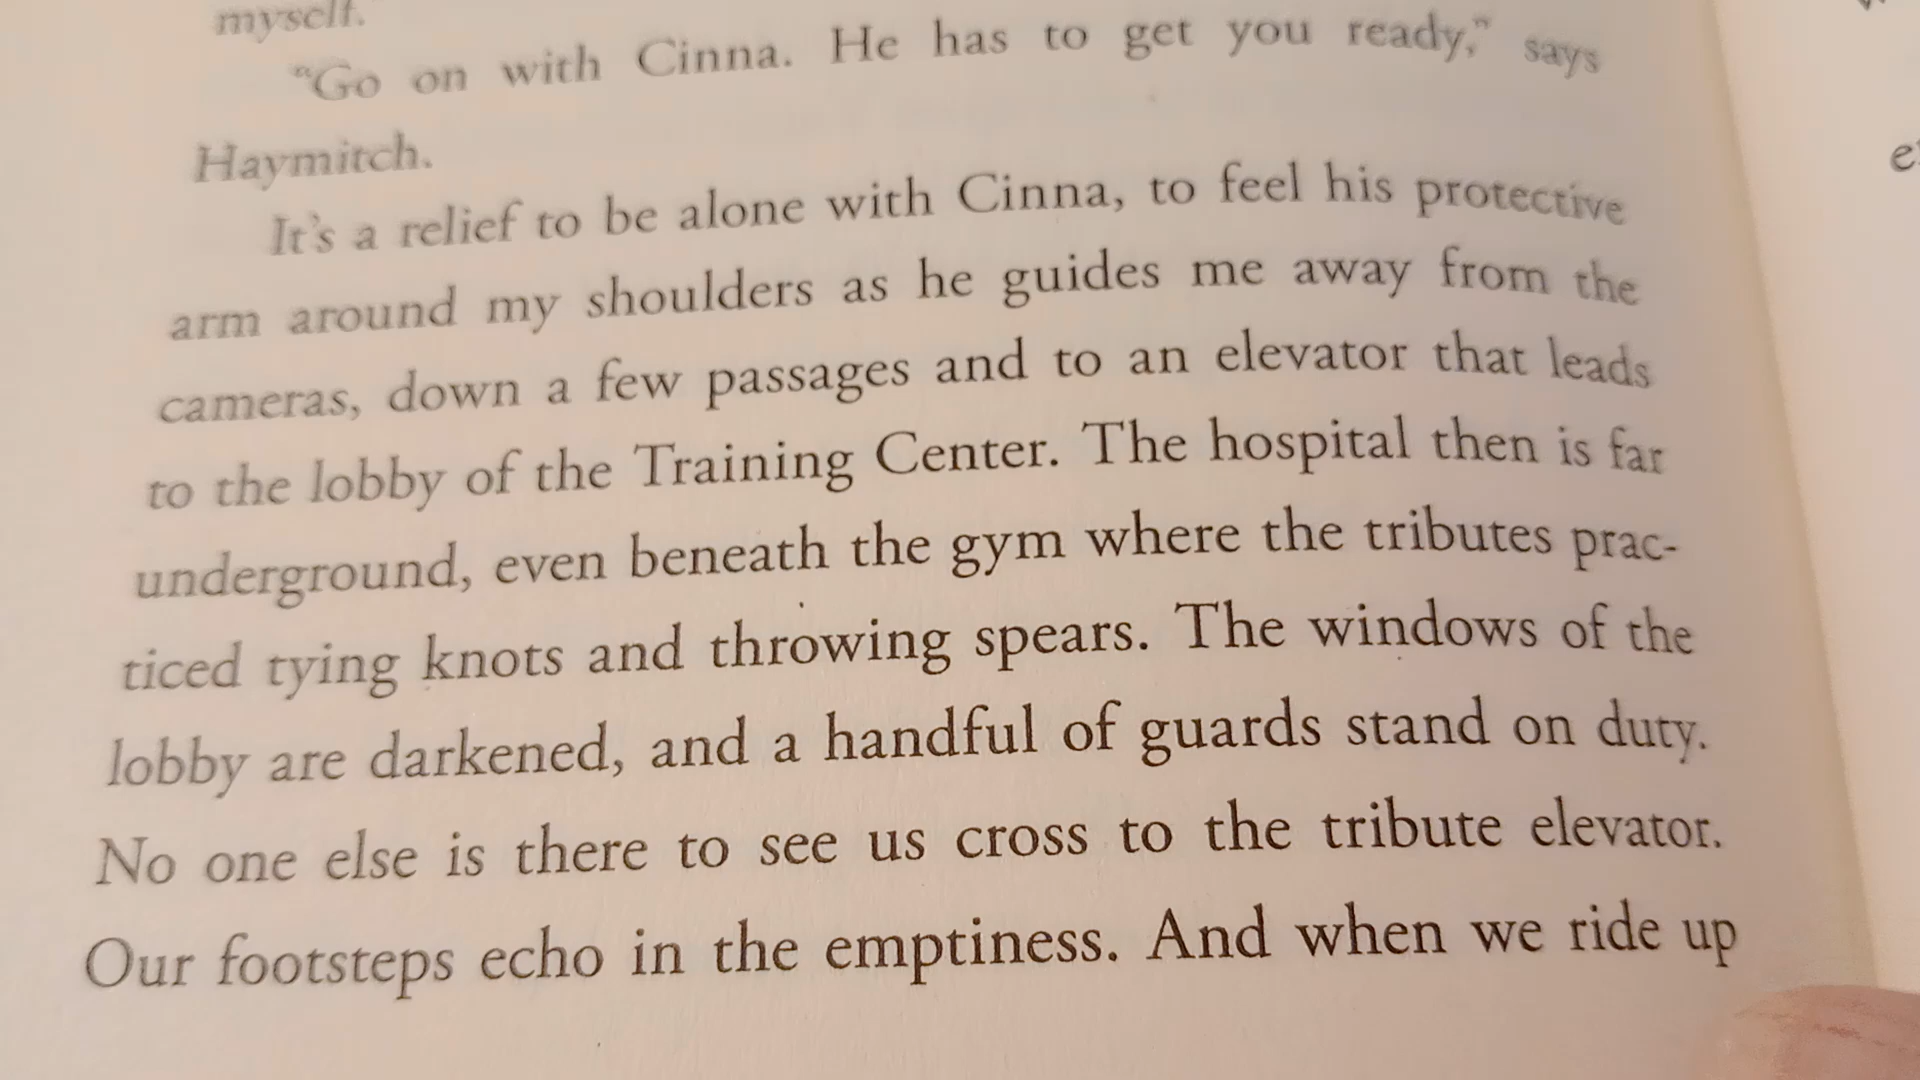 myself.
"Go on with Cinna. He has to get you ready," says
Haymitch.
It's a relief to be alone with Cinna, to feel his protective
arm around my shoulders as he guides me away from the
cameras, down a few passages and to an elevator that leads
to the lobby of the Training Center. The hospital then is far
underground, even beneath the gym where the tributes prac-
ticed tying knots and throwing spears. The windows of the
lobby are darkened, and a handful of guards stand on duty.
No one else is there to see us cross to the tribute elevator.
Our footsteps echo in the emptiness. And when we ride up